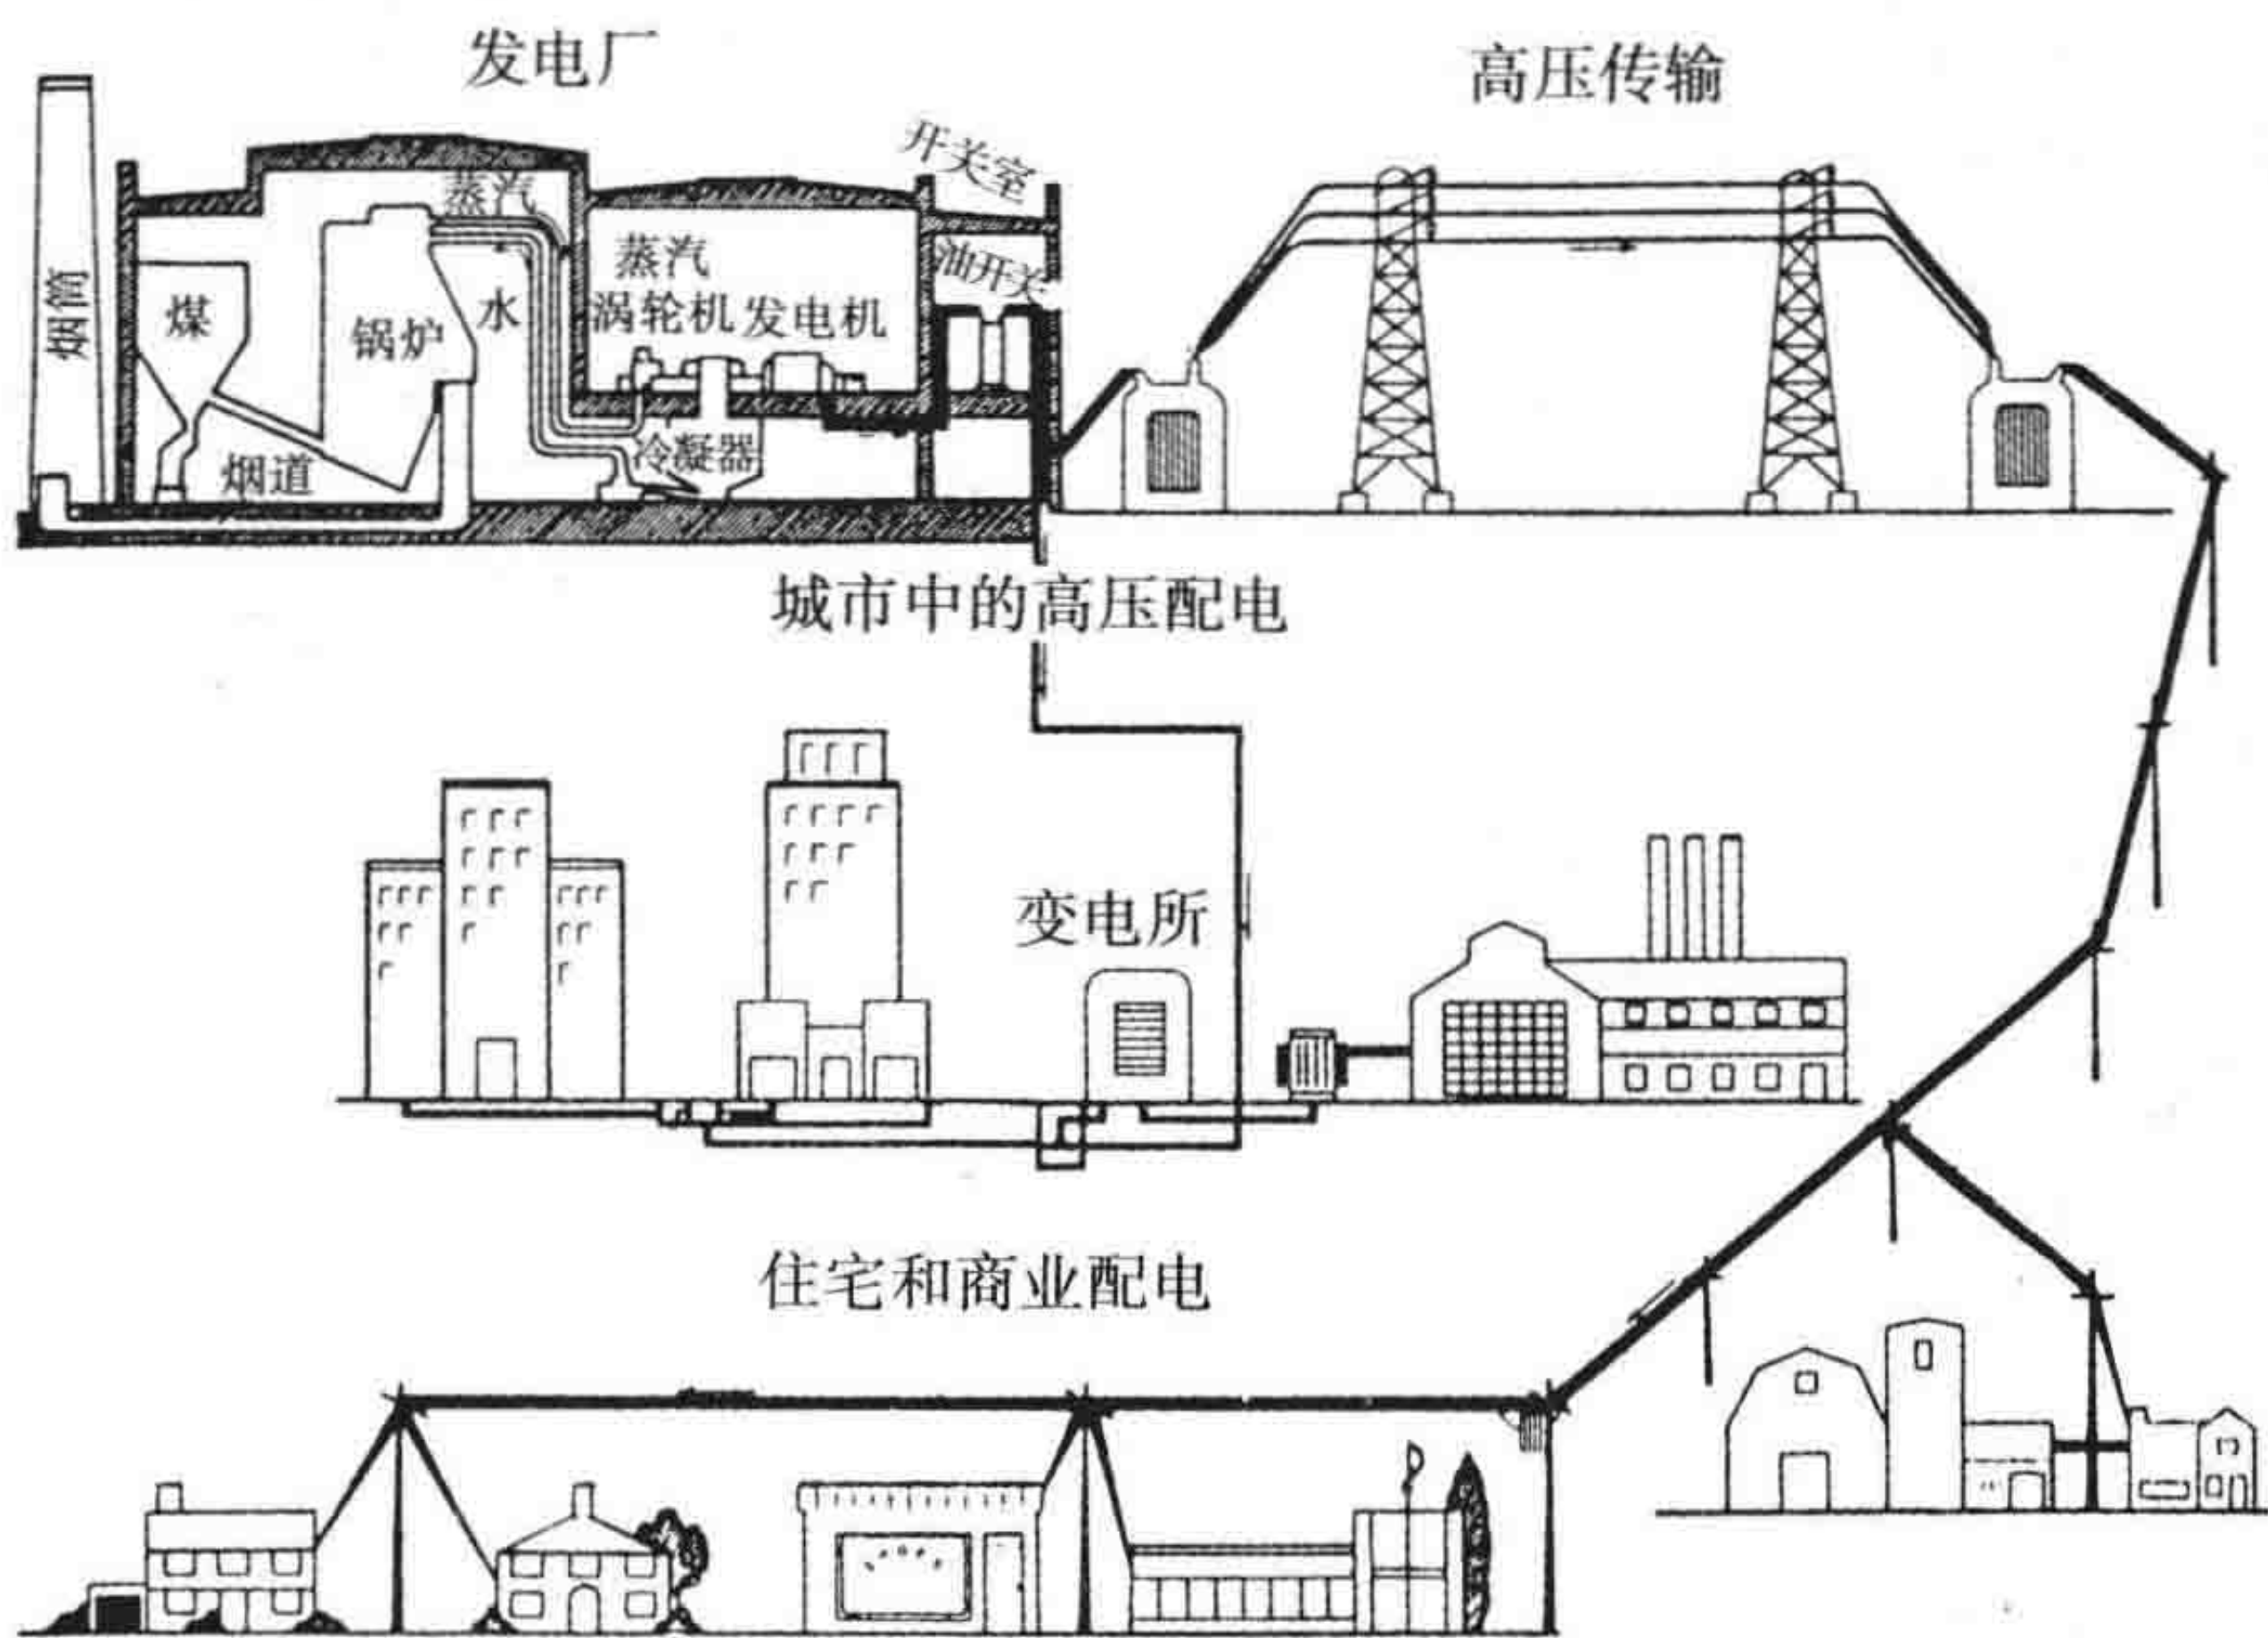 发电厂
高压传输
开关室
蒸汽
油开关
蒸汽
涡轮机 发电机
烟筒
煤
锅炉
水
冷凝器
烟道
城市中的高压配电
变电所
住宅和商业配电